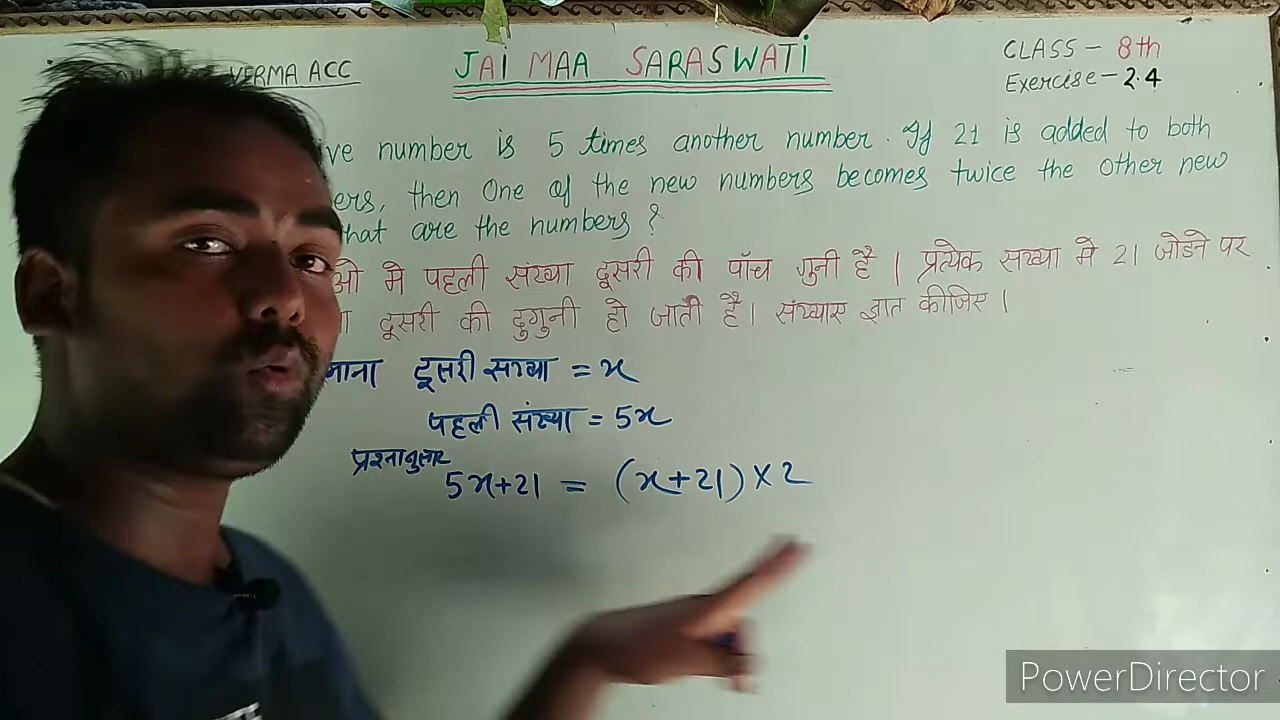 VERMA ACC
JAI MAA SARASWATI
CLASS - 8th
Exercise - 2.4
ve number is 5 times another number. If 21 is added to both
ers, then One of the new numbers becomes twice the other new
hat are the numbers ?
ओ मे पहली संख्या दूसरी की पाँच गुनी है । प्रत्येक संख्या मे 21 जोडने पर
दूसरी की दुगुनी हो जाती है। संख्याए ज्ञात कीजिए ।
माना दूसरी संख्या = x
पहली संख्या = 5x
प्रश्नानुसार
5x+21 = (x+21)×2
PowerDirector